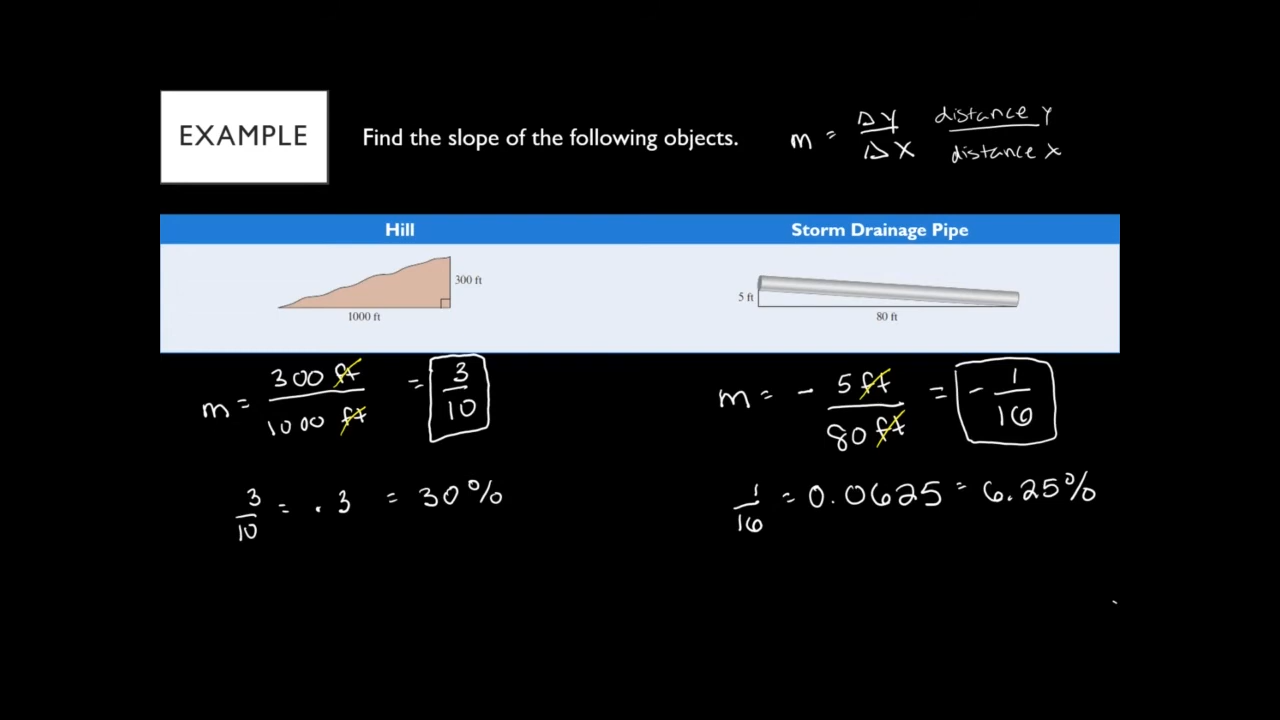 EXAMPLE
Find the slope of the following objects.
m = ΔY/ΔX distance Y/distance X
Hill
Storm Drainage Pipe
300 ft
1000 ft
5 ft
80 ft
m = 300 ft/1000 ft = 3/10
m = - 5 ft/80 ft = - 1/16
3/10 = .3 = 30%
1/16 = 0.0625 = 6.25%